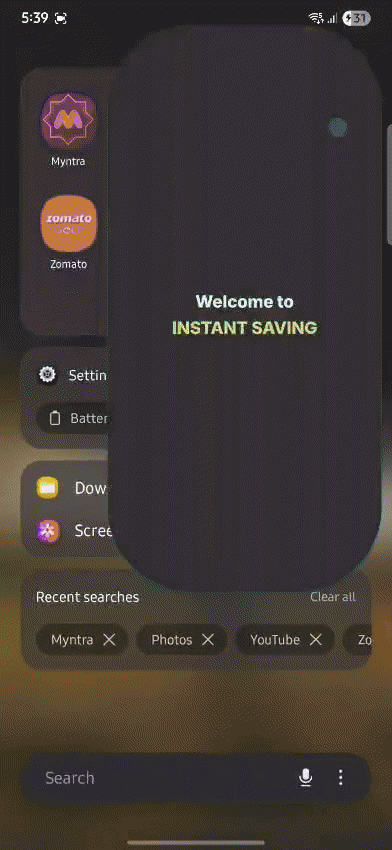 5:39
31
Myntra
zomato
Zomato
Welcome to
INSTANT SAVING
Settin
Batter
Dow
Scree
Recent searches
Clear all
Myntra
Photos
YouTube
Zo
Search